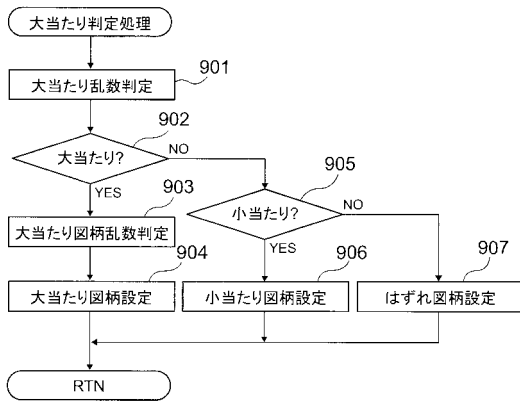 大当たり判定処理
901
大当たり乱数判定
902
大当たり?
NO
YES
905
小当たり?
NO
YES
903
大当たり図柄乱数判定
904
大当たり図柄設定
906
小当たり図柄設定
907
はずれ図柄設定
RTN